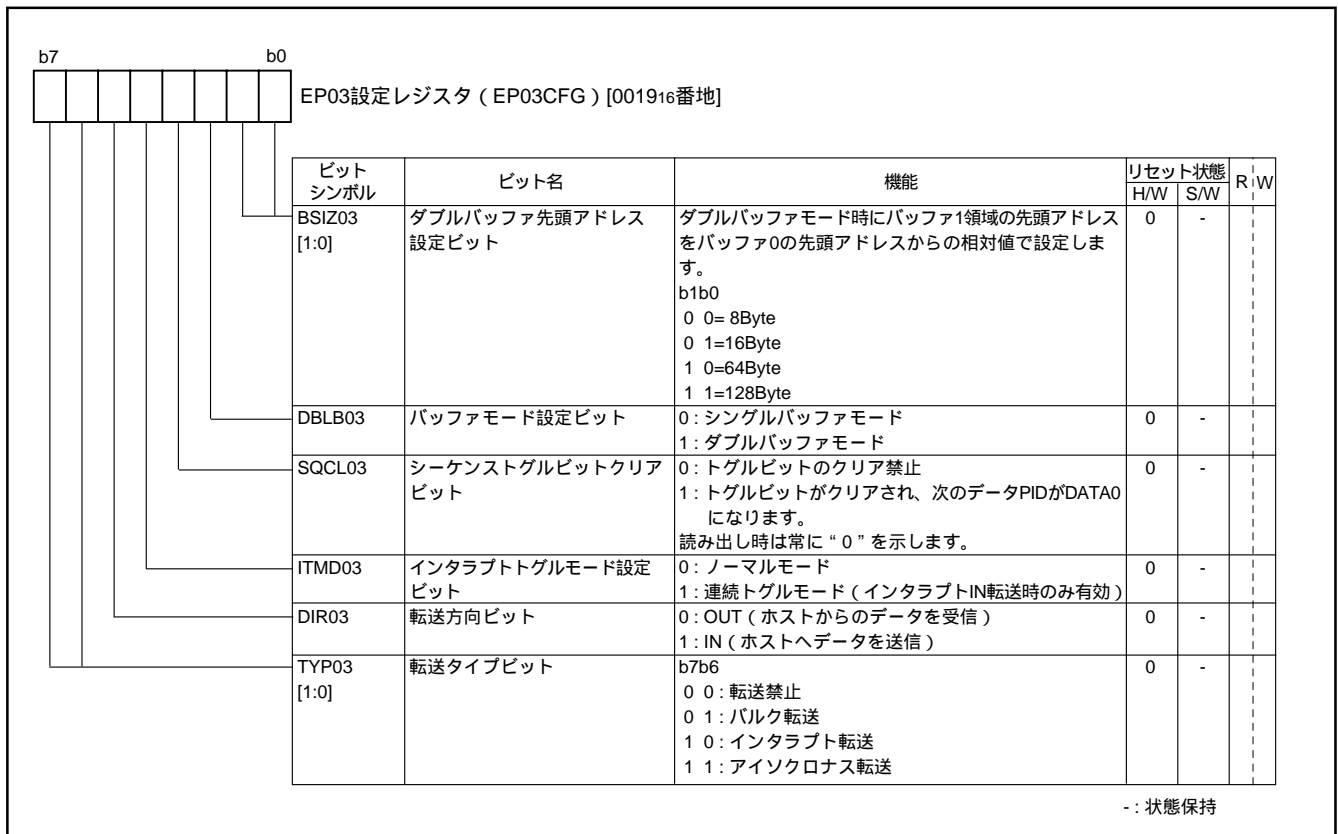 b7 b0
EP03設定レジスタ(EP03CFG)[001916番地]
ビット
シンボル
ビット名
機能
リセット状態
H/W S/W
R W
BSIZ03
[1:0]
ダブルバッファ先頭アドレス
設定ビット
ダブルバッファモード時にバッファ1領域の先頭アドレス
をバッファ0の先頭アドレスからの相対値で設定しま
す。
b1b0
0 0= 8Byte
0 1=16Byte
1 0=64Byte
1 1=128Byte
0 -
DBLB03
バッファモード設定ビット
0:シングルバッファモード
1:ダブルバッファモード
0 -
SQCL03
シーケンストグルビットクリア
ビット
0:トグルビットのクリア禁止
1:トグルビットがクリアされ、次のデータPIDがDATA0
になります。
読み出し時は常に“0”を示します。
0 -
ITMD03
インタラプトトグルモード設定
ビット
0:ノーマルモード
1:連続トグルモード(インタラプトIN転送時のみ有効)
0 -
DIR03
転送方向ビット
0:OUT(ホストからのデータを受信)
1:IN(ホストへデータを送信)
0 -
TYP03
[1:0]
転送タイプビット
b7b6
0 0:転送禁止
0 1:バルク転送
1 0:インタラプト転送
1 1:アイソクロナス転送
0 -
-:状態保持